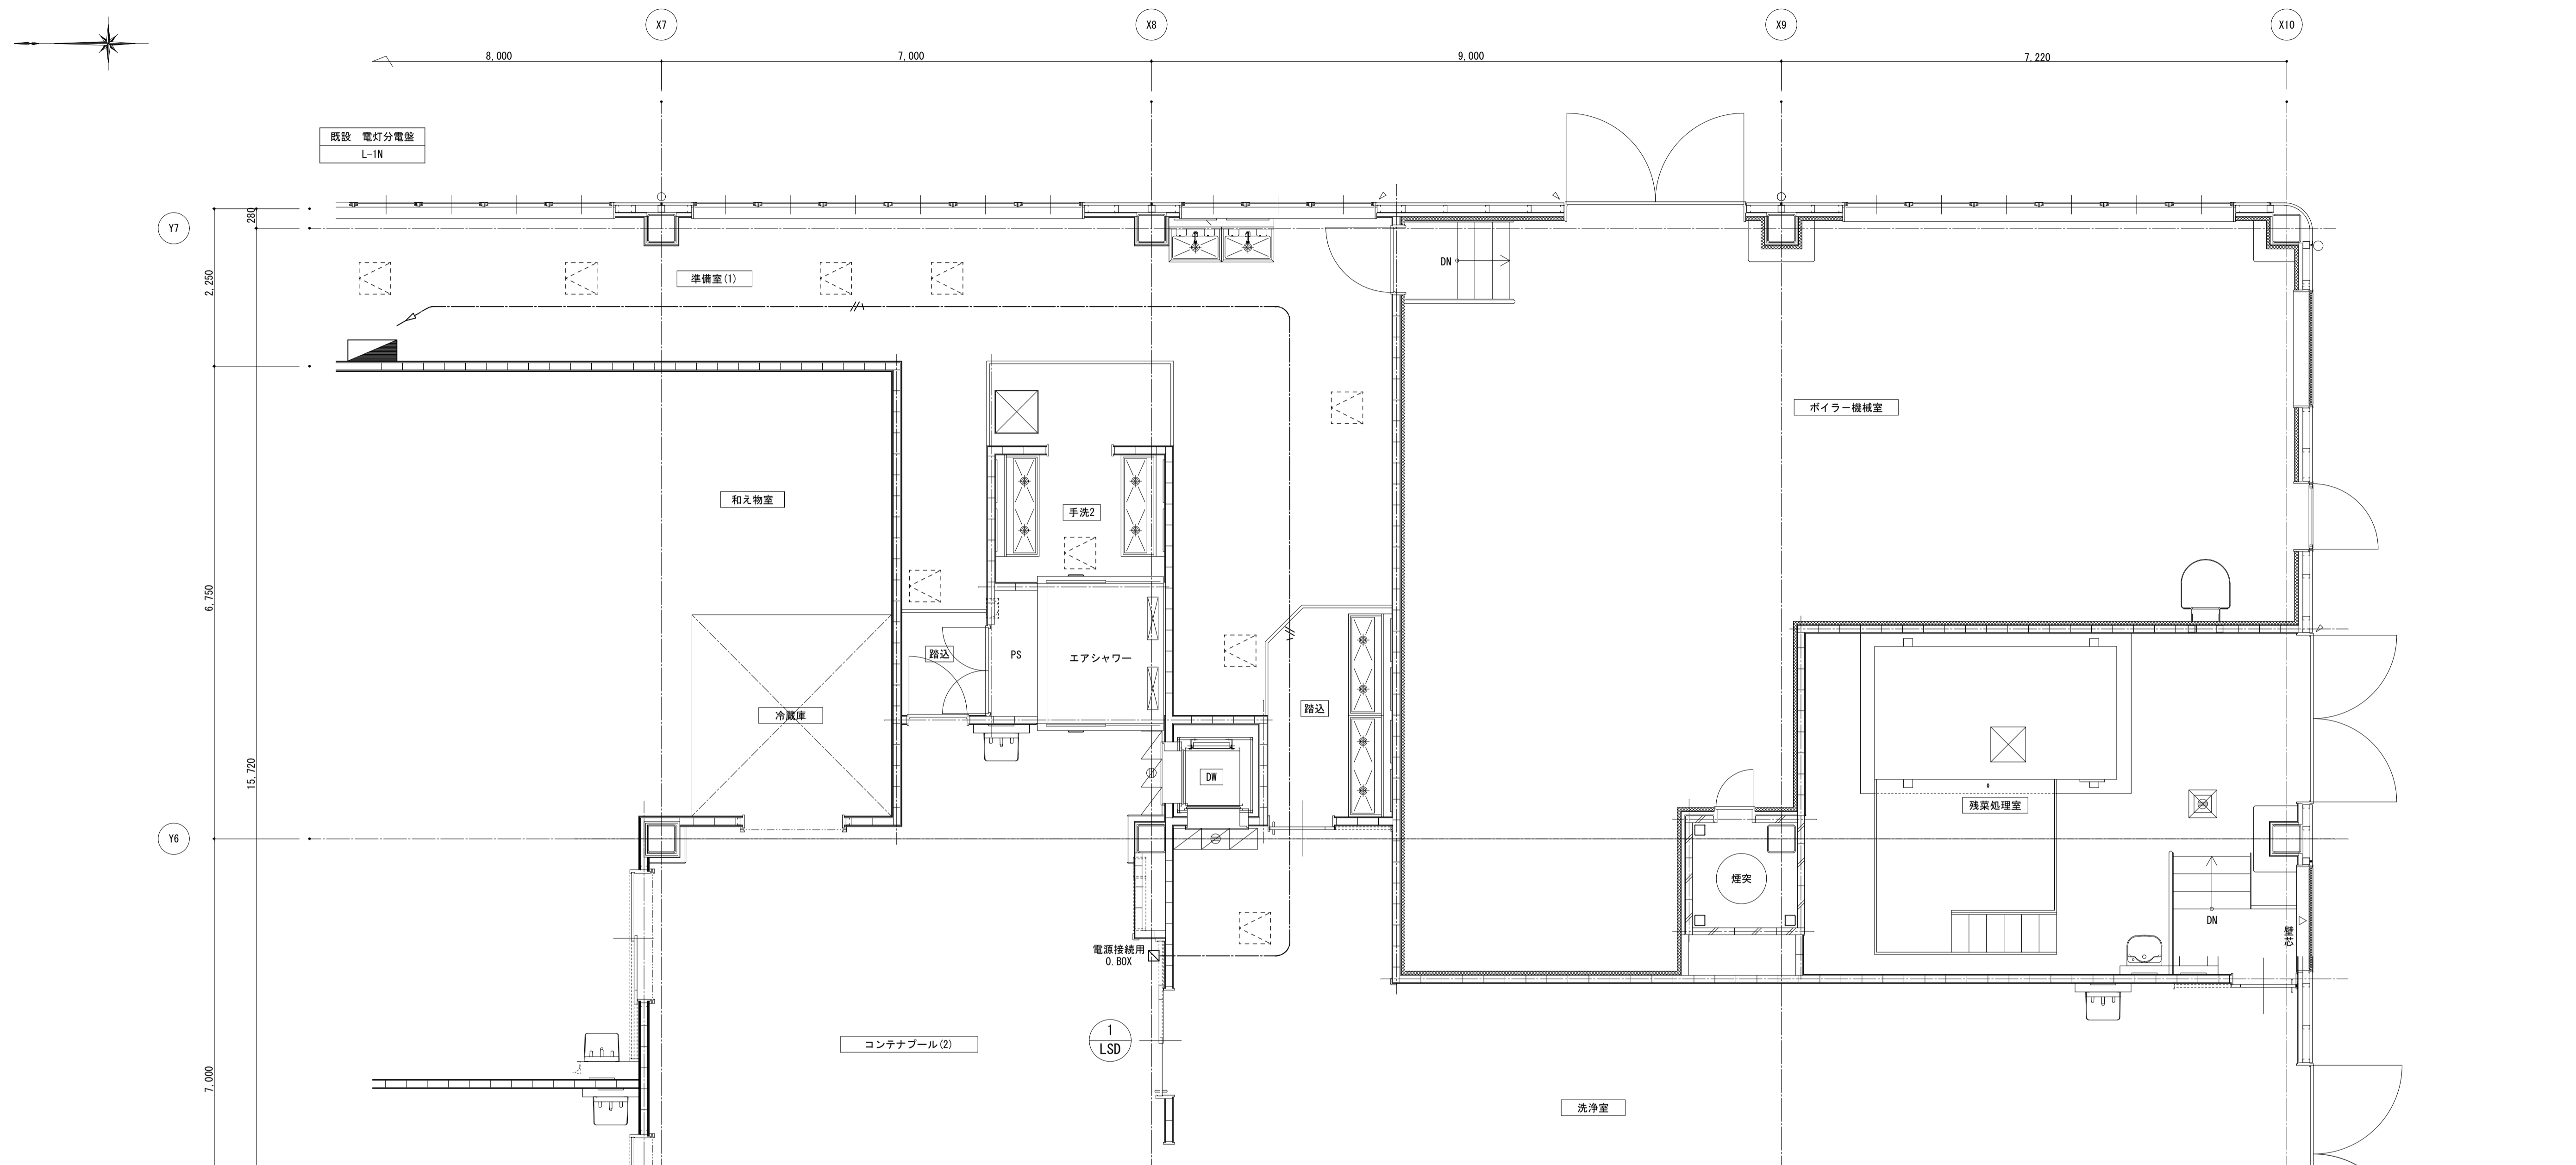 X7
X8
X9
X10
8,000
7,000
9,000
7,220
既設 電灯分電盤
L-1N
280
Y7
2,250
準備室(1)
DN
ボイラー機械室
和え物室
手洗2
6,750
踏込
PS
エアシャワー
踏込
冷蔵庫
15,720
DW
残菜処理室
Y6
煙突
DN
壁芯
電源接続用
O.BOX
1
LSD
コンテナプール(2)
7,000
洗浄室